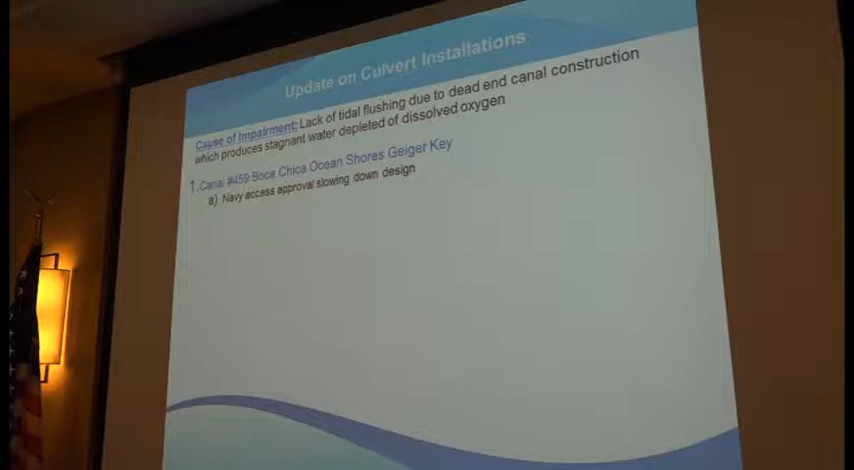 Update on Culvert Installations
Cause of Impairment: Lack of tidal flushing due to dead end canal construction
which produces stagnant water depleted of dissolved oxygen
1. Canal #459 Boca Chica Ocean Shores Geiger Key
a) Navy access approval slowing down design